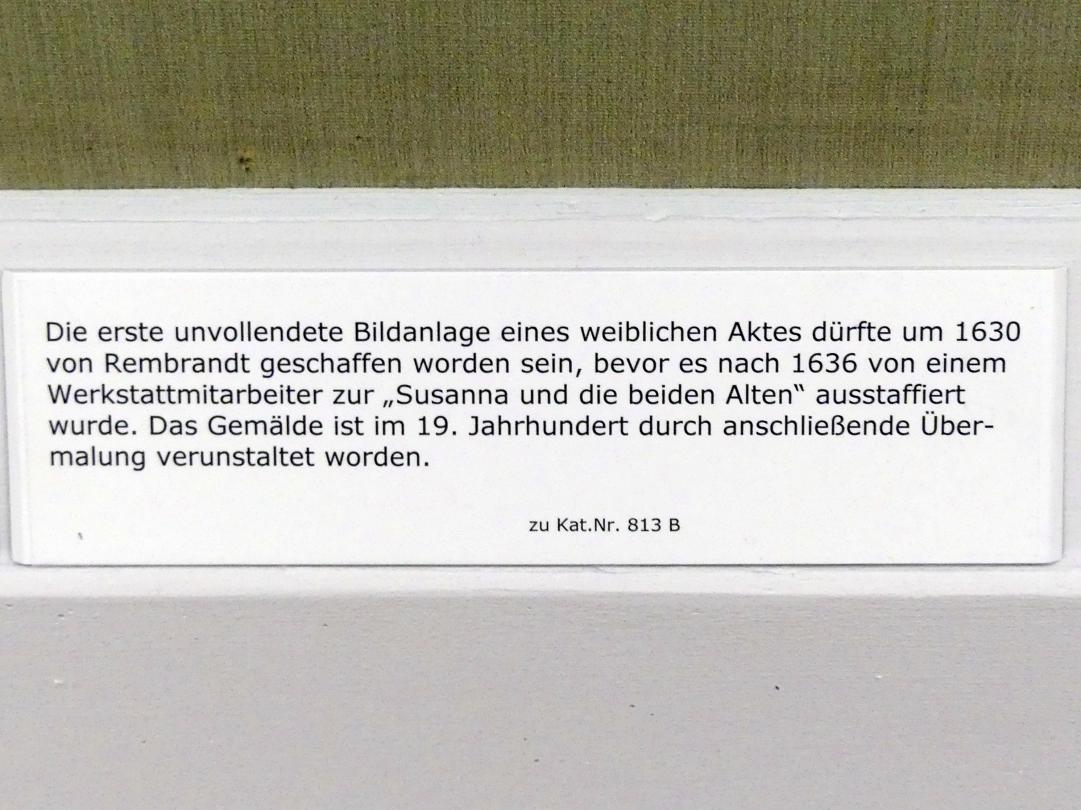 Die erste unvollendete Bildanlage eines weiblichen Aktes dürfte um 1630
von Rembrandt geschaffen worden sein, bevor es nach 1636 von einem
Werkstattmitarbeiter zur „Susanna und die beiden Alten“ ausstaffiert
wurde. Das Gemälde ist im 19. Jahrhundert durch anschließende Über-
malung verunstaltet worden.
zu Kat.Nr. 813 B